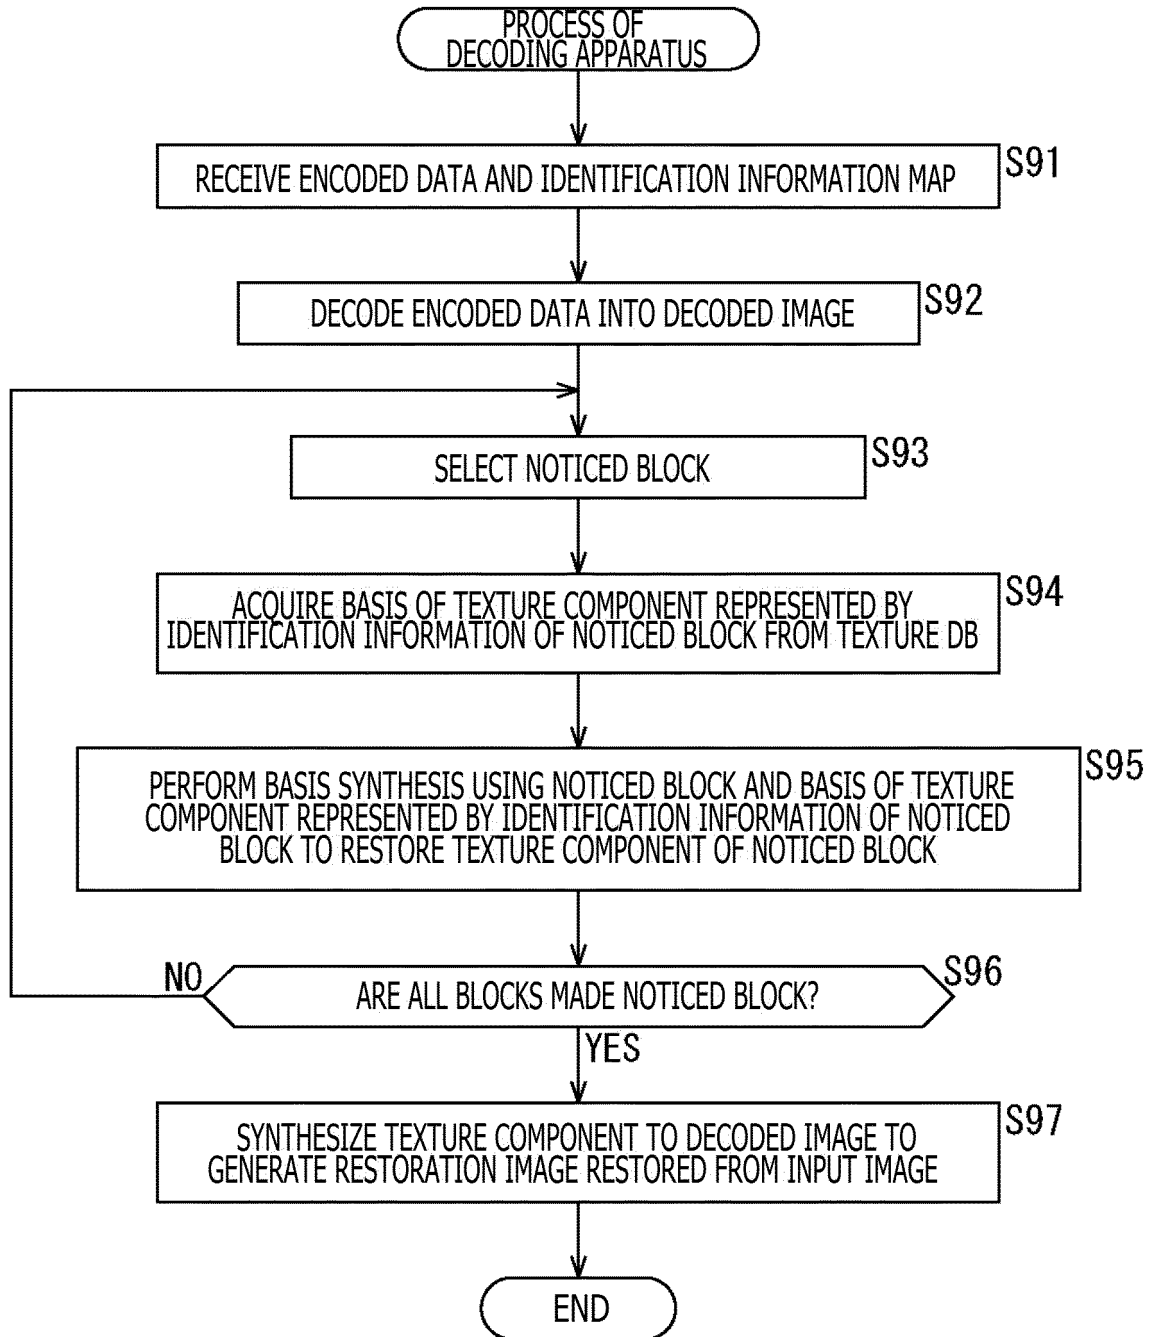 PROCESS OF
DECODING APPARATUS
RECEIVE ENCODED DATA AND IDENTIFICATION INFORMATION MAP
S91
DECODE ENCODED DATA INTO DECODED IMAGE
S92
SELECT NOTICED BLOCK
S93
ACQUIRE BASIS OF TEXTURE COMPONENT REPRESENTED BY
IDENTIFICATION INFORMATION OF NOTICED BLOCK FROM TEXTURE DB
S94
PERFORM BASIS SYNTHESIS USING NOTICED BLOCK AND BASIS OF TEXTURE
COMPONENT REPRESENTED BY IDENTIFICATION INFORMATION OF NOTICED
BLOCK TO RESTORE TEXTURE COMPONENT OF NOTICED BLOCK
S95
NO
ARE ALL BLOCKS MADE NOTICED BLOCK?
S96
YES
SYNTHESIZE TEXTURE COMPONENT TO DECODED IMAGE TO
GENERATE RESTORATION IMAGE RESTORED FROM INPUT IMAGE
S97
END